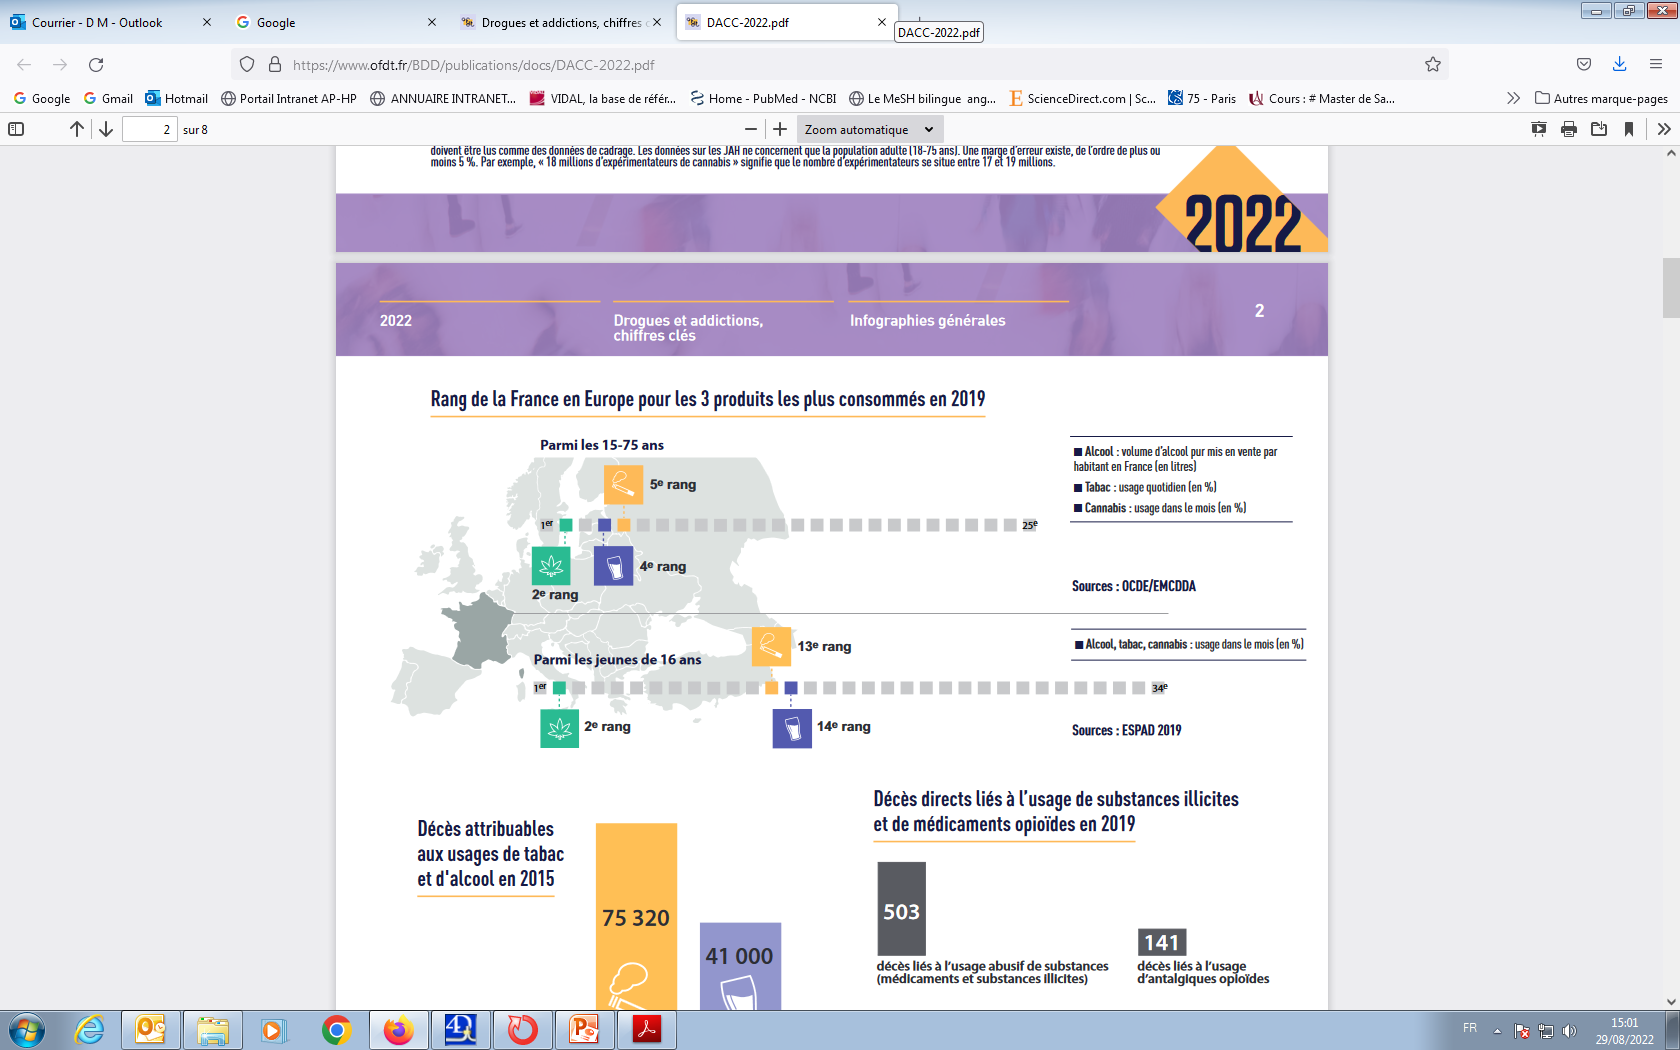 Courrier - D M - Outlook
Google
Drogues et addictions, chiffres
DACC-2022.pdf
DACC-2022.pdf
https://www.ofdt.fr/BDD/publications/docs/DACC-2022.pdf
Google
Gmail
Hotmail
Portail Intranet AP-HP
ANNUAIRE INTRANET...
VIDAL, la base de référ...
Home - PubMed - NCBI
Le MeSH bilingue ang...
ScienceDirect.com | Sc...
75 - Paris
Cours : # Master de Sa...
Autres marque-pages
2 sur 8
Zoom automatique
doivent être lus comme des données de cadrage. Les données sur les JAH ne concernent que la population adulte (18-75 ans). Une marge d'erreur existe, de l'ordre de plus ou
moins 5 %. Par exemple, « 18 millions d'expérimentateurs de cannabis » signifie que le nombre d'expérimentateurs se situe entre 17 et 19 millions.
2022
2022
Drogues et addictions,
chiffres clés
Infographies générales
2
Rang de la France en Europe pour les 3 produits les plus consommés en 2019
Parmi les 15-75 ans
5e rang
1er
25e
4e rang
2e rang
■ Alcool : volume d'alcool pur mis en vente par
habitant en France (en litres)
■ Tabac : usage quotidien (en %)
■ Cannabis : usage dans le mois (en %)
Sources : OCDE/EMCDDA
13e rang
Parmi les jeunes de 16 ans
1er
34e
2e rang
14e rang
■ Alcool, tabac, cannabis : usage dans le mois (en %)
Sources : ESPAD 2019
Décès attribuables
aux usages de tabac
et d'alcool en 2015
75 320
41 000
Décès directs liés à l'usage de substances illicites
et de médicaments opioïdes en 2019
503
décès liés à l'usage abusif de substances
(médicaments et substances illicites)
141
décès liés à l'usage
d'antalgiques opioïdes
FR
15:01
29/08/2022